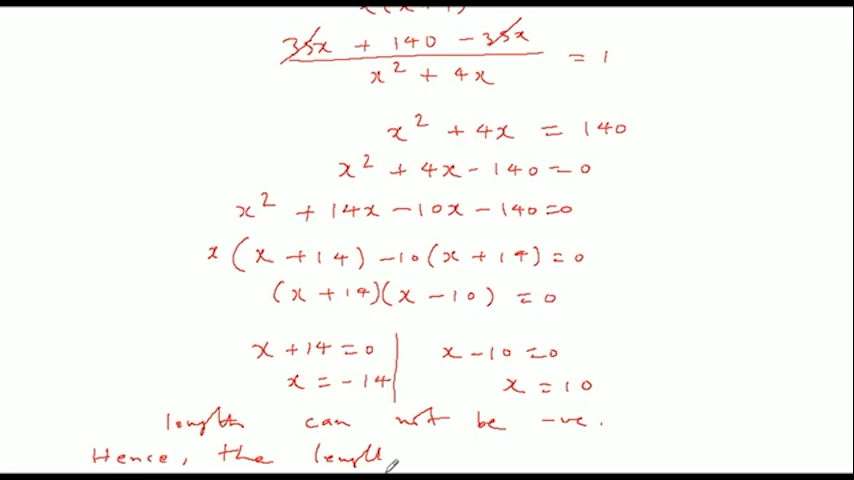 35x + 140 - 35x
= 1
x² + 4x
x² + 4x = 140
x² + 4x - 140 = 0
x² + 14x - 10x - 140 = 0
x(x + 14) - 10(x + 14) = 0
(x + 14)(x - 10) = 0
x + 14 = 0 | x - 10 = 0
x = -14 | x = 10
length can not be -ve.
Hence, the length